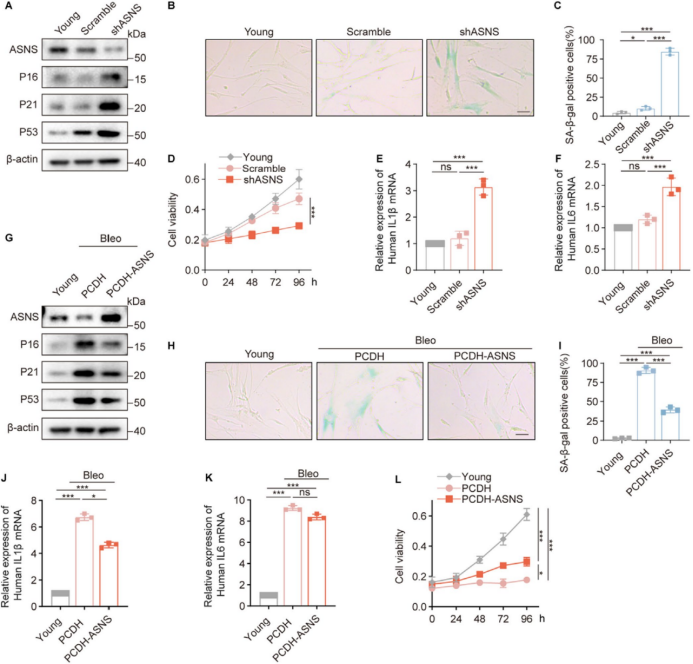 A
Young
Scramble
shASNS
kDa
ASNS
50
P16
15
P21
20
P53
50
β-actin
40
B
Young
Scramble
shASNS
C
SA-β-gal positive cells(%)
100
75
50
25
0
***
*
***
Young
Scramble
shASNS
D
Young
Scramble
shASNS
Cell viability
0.8
0.6
0.4
0.2
0.0
***
0
24
48
72
96
h
E
Relative expression of
Human IL1β mRNA
4
3
2
1
0
***
ns
***
Young
Scramble
shASNS
F
Relative expression of
Human IL6 mRNA
2.5
2.0
1.5
1.0
0.5
0.0
***
ns
***
Young
Scramble
shASNS
G
Bleo
Young
PCDH
PCDH-ASNS
kDa
ASNS
50
P16
15
P21
20
P53
50
β-actin
40
H
Bleo
Young
PCDH
PCDH-ASNS
I
Bleo
SA-β-gal positive cells(%)
100
75
50
25
0
***
***
***
Young
PCDH
PCDH-ASNS
J
Bleo
Relative expression of
Human IL1β mRNA
8
6
4
2
0
***
***
*
Young
PCDH
PCDH-ASNS
K
Bleo
Relative expression of
Human IL6 mRNA
10
8
6
4
2
0
***
***
ns
Young
PCDH
PCDH-ASNS
L
Young
PCDH
PCDH-ASNS
Cell viability
0.8
0.6
0.4
0.2
0.0
***
***
*
0
24
48
72
96
h